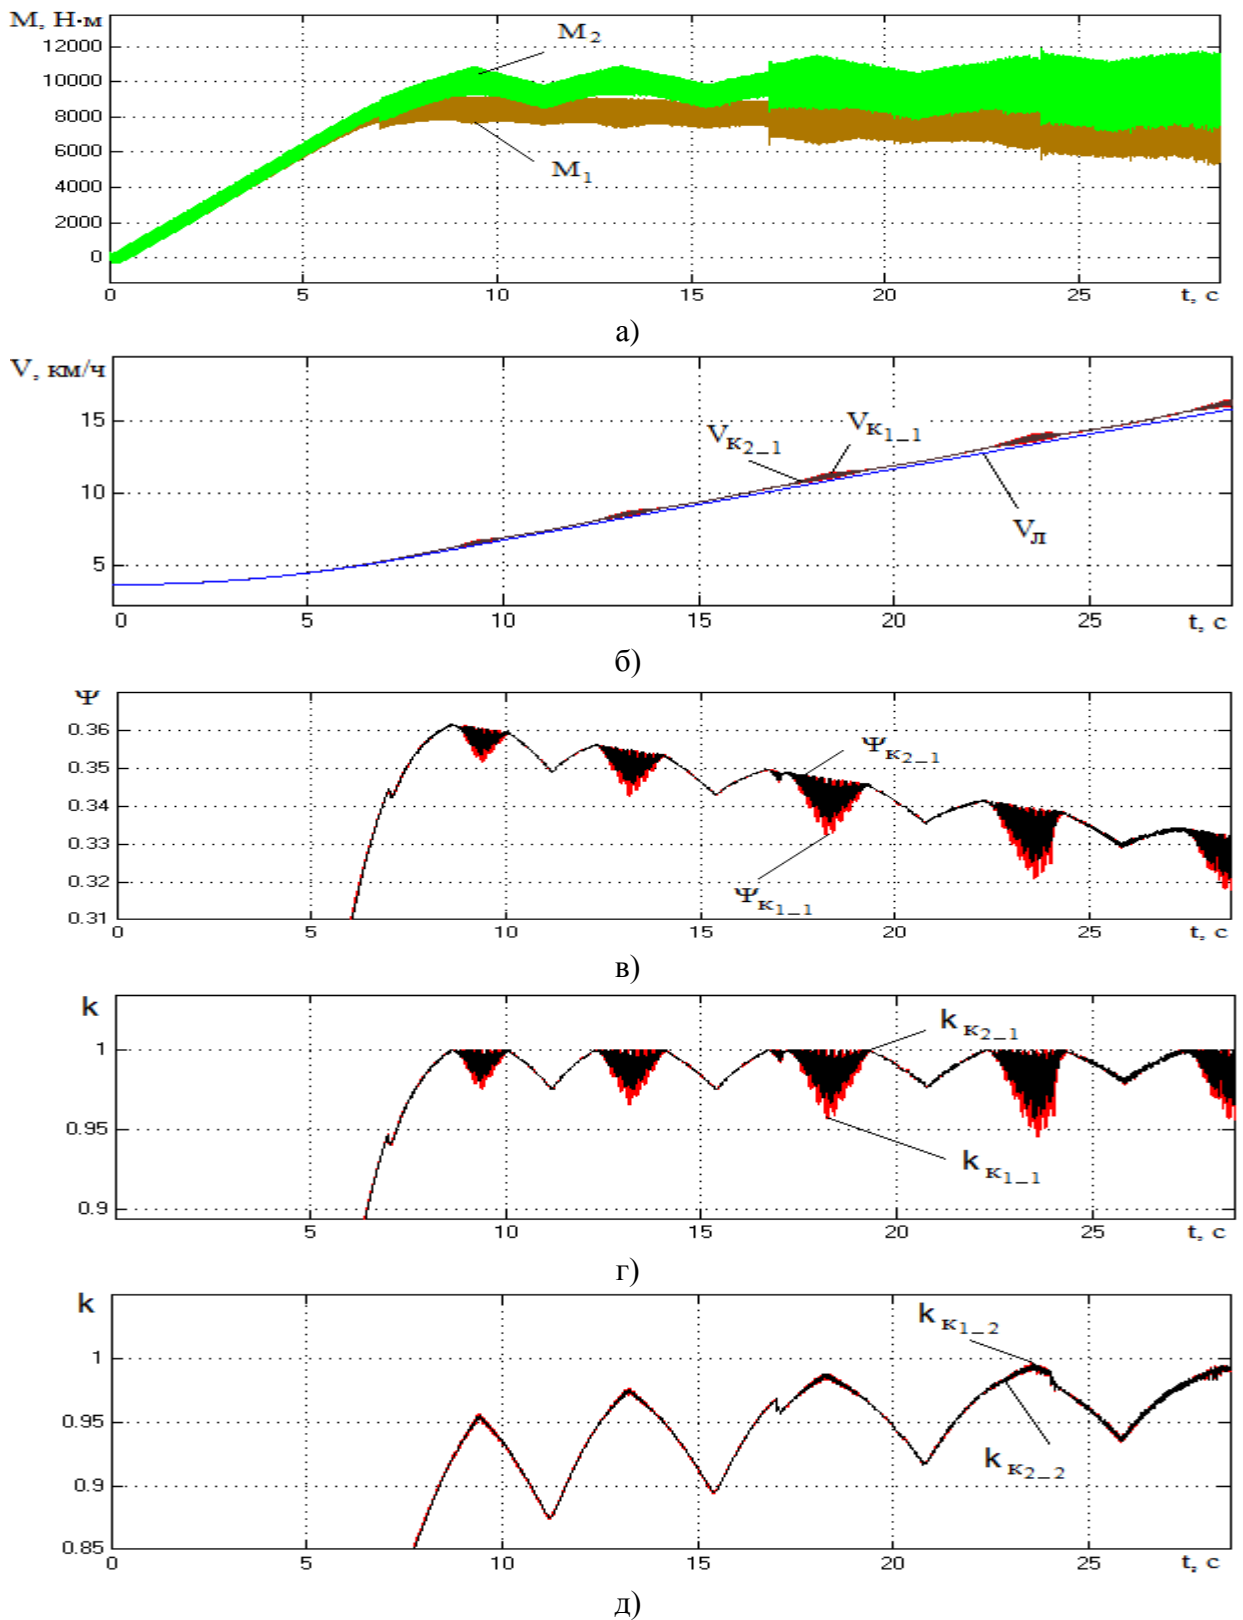 M, Н·м
12000
10000
8000
6000
4000
2000
0
M2
M1
0 5 10 15 20 25 t, с
а)
V, км/ч
15
10
5
Vк2_1
Vк1_1
Vл
0 5 10 15 20 25 t, с
б)
Ψ
0.36
0.35
0.34
0.33
0.32
0.31
Ψк2_1
Ψк1_1
0 5 10 15 20 25 t, с
в)
k
1
0.95
0.9
kк2_1
kк1_1
5 10 15 20 25 t, с
г)
k
1
0.95
0.9
0.85
kк1_2
kк2_2
0 5 10 15 20 25 t, с
д)